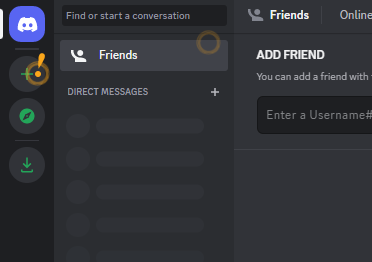 Find or start a conversation
Friends
DIRECT MESSAGES
Friends
Online
ADD FRIEND
You can add a friend with
Enter a Username#